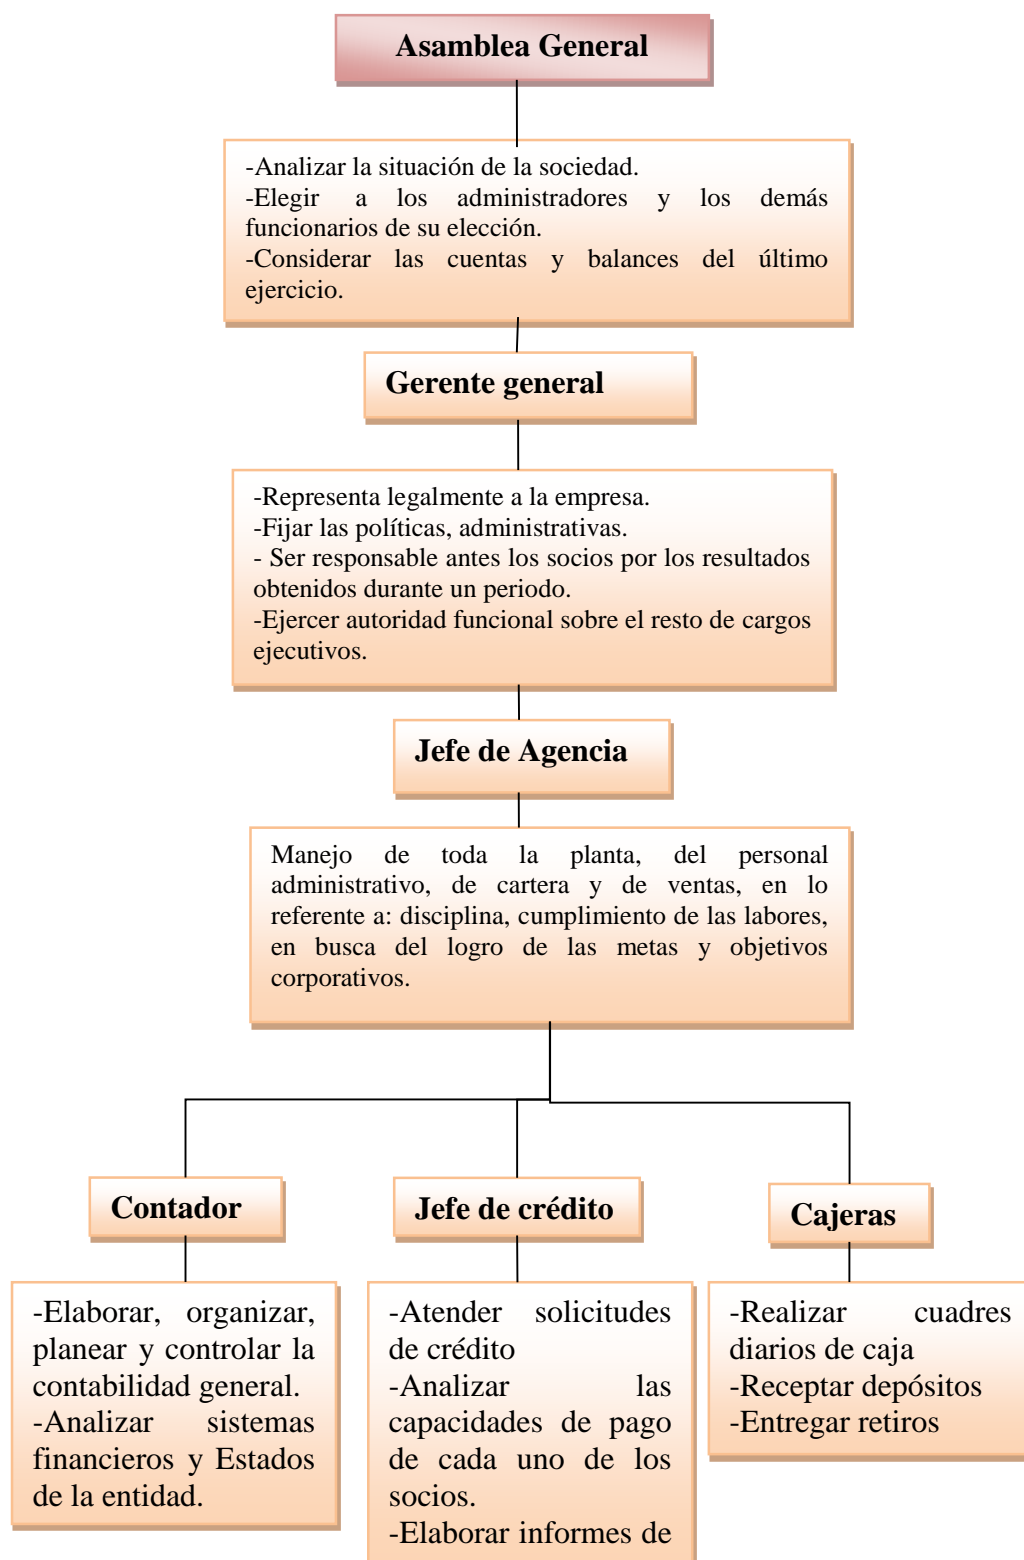 Asamblea General
-Analizar la situación de la sociedad.
-Elegir a los administradores y los demás
funcionarios de su elección.
-Considerar las cuentas y balances del último
ejercicio.
Gerente general
-Representa legalmente a la empresa.
-Fijar las políticas, administrativas.
- Ser responsable antes los socios por los resultados
obtenidos durante un periodo.
-Ejercer autoridad funcional sobre el resto de cargos
ejecutivos.
Jefe de Agencia
Manejo de toda la planta, del personal
administrativo, de cartera y de ventas, en lo
referente a: disciplina, cumplimiento de las labores,
en busca del logro de las metas y objetivos
corporativos.
Contador
-Elaborar, organizar,
planear y controlar la
contabilidad general.
-Analizar sistemas
financieros y Estados
de la entidad.
Jefe de crédito
-Atender solicitudes
de crédito
-Analizar las
capacidades de pago
de cada uno de los
socios.
-Elaborar informes de
Cajeras
-Realizar cuadres
diarios de caja
-Receptar depósitos
-Entregar retiros